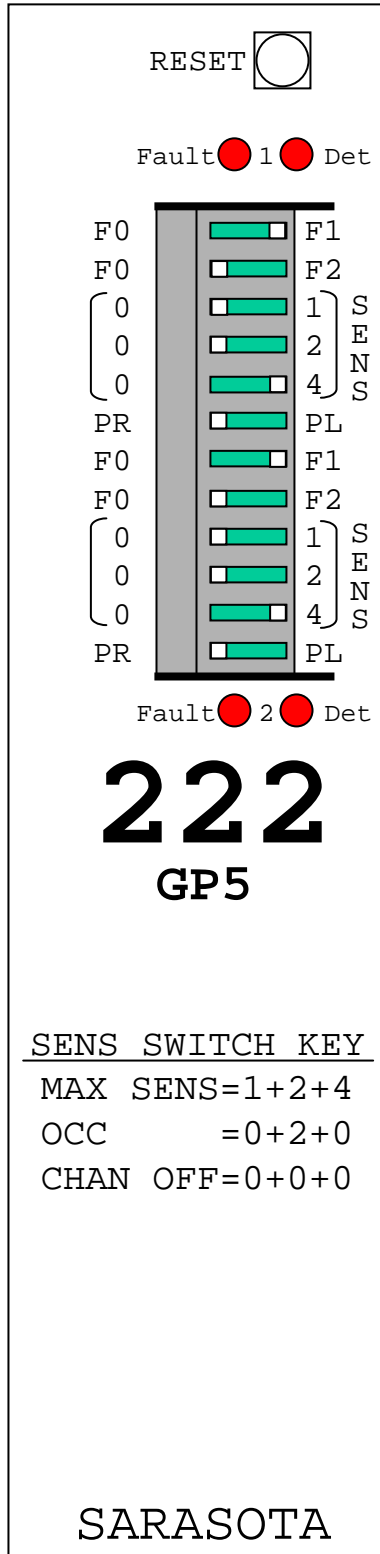 RESET
Fault 1 Det
F0 F1
F0 F2
0 1
0 2
0 4
SENS
PR PL
F0 F1
F0 F2
0 1
0 2
0 4
SENS
PR PL
Fault 2 Det
222
GP5
SENS SWITCH KEY
MAX SENS=1+2+4
OCC =0+2+0
CHAN OFF=0+0+0
SARASOTA